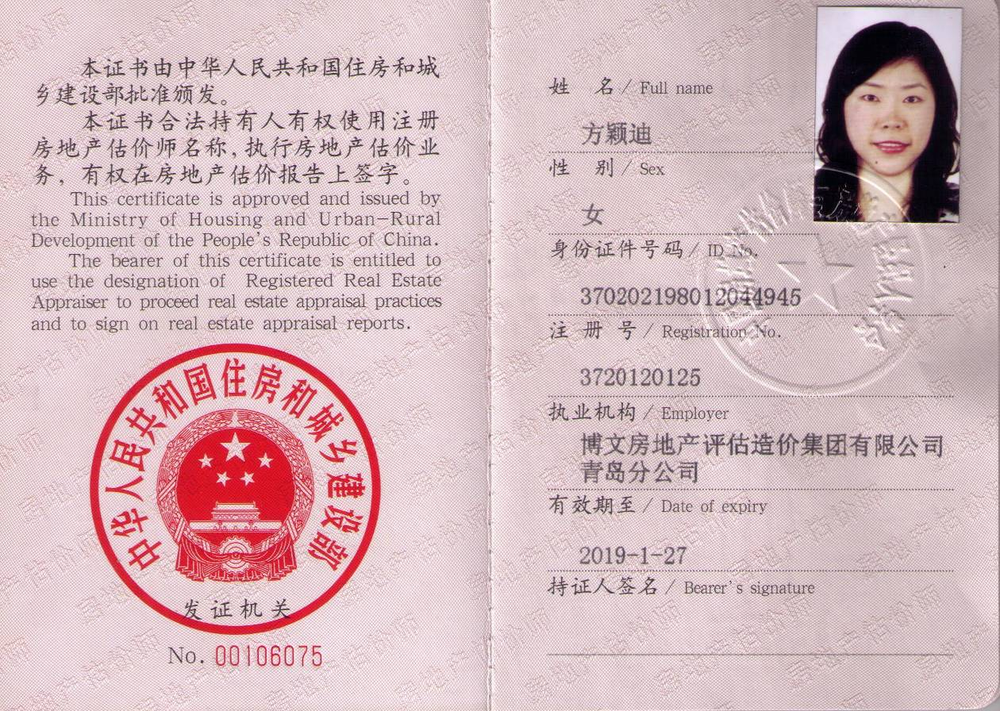 本证书由中华人民共和国住房和城
乡建设部批准颁发。
本证书合法持有人有权使用注册
房地产估价师名称，执行房地产估价业
务，有权在房地产估价报告上签字。
This certificate is approved and issued by
the Ministry of Housing and Urban-Rural
Development of the People's Republic of China.
The bearer of this certificate is entitled to
use the designation of Registered Real Estate
Appraiser to proceed real estate appraisal practices
and to sign on real estate appraisal reports.
中华人民共和国住房和城乡建设部
发证机关
No. 00106075
姓 名 / Full name
方颖迪
性 别 / Sex
女
身份证件号码 / ID No.
370202198012044945
注 册 号 / Registration No.
3720120125
执业机构 / Employer
博文房地产评估造价集团有限公司
青岛分公司
有效期至 / Date of expiry
2019-1-27
持证人签名 / Bearer's signature